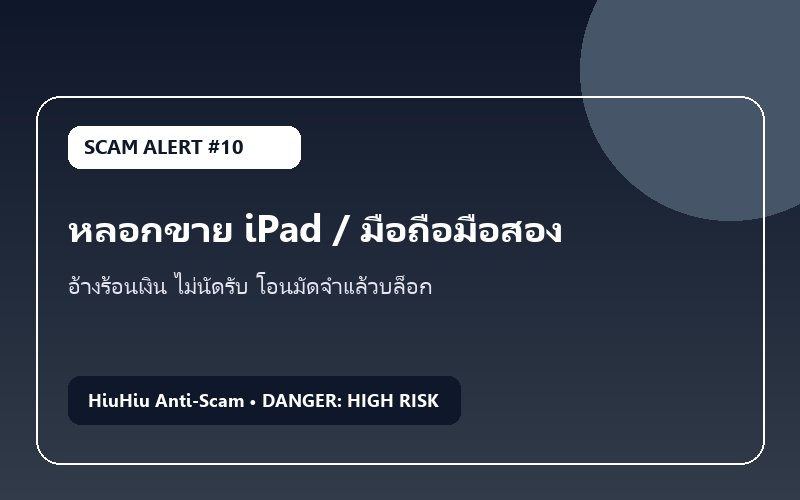 SCAM ALERT #10
หลอกขาย iPad / มือถือมือสอง
อ้างร้อนเงิน ไม่นัดรับ โอนมัดจำแล้วบล็อก
HiuHiu Anti-Scam • DANGER: HIGH RISK